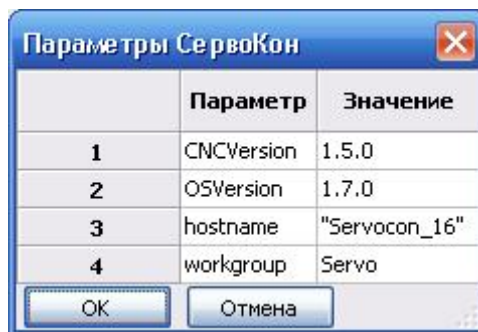 Параметры СервоКон
Параметр Значение
1 CNCVersion 1.5.0
2 OSVersion 1.7.0
3 hostname "Servocon_16"
4 workgroup Servo
OK Отмена